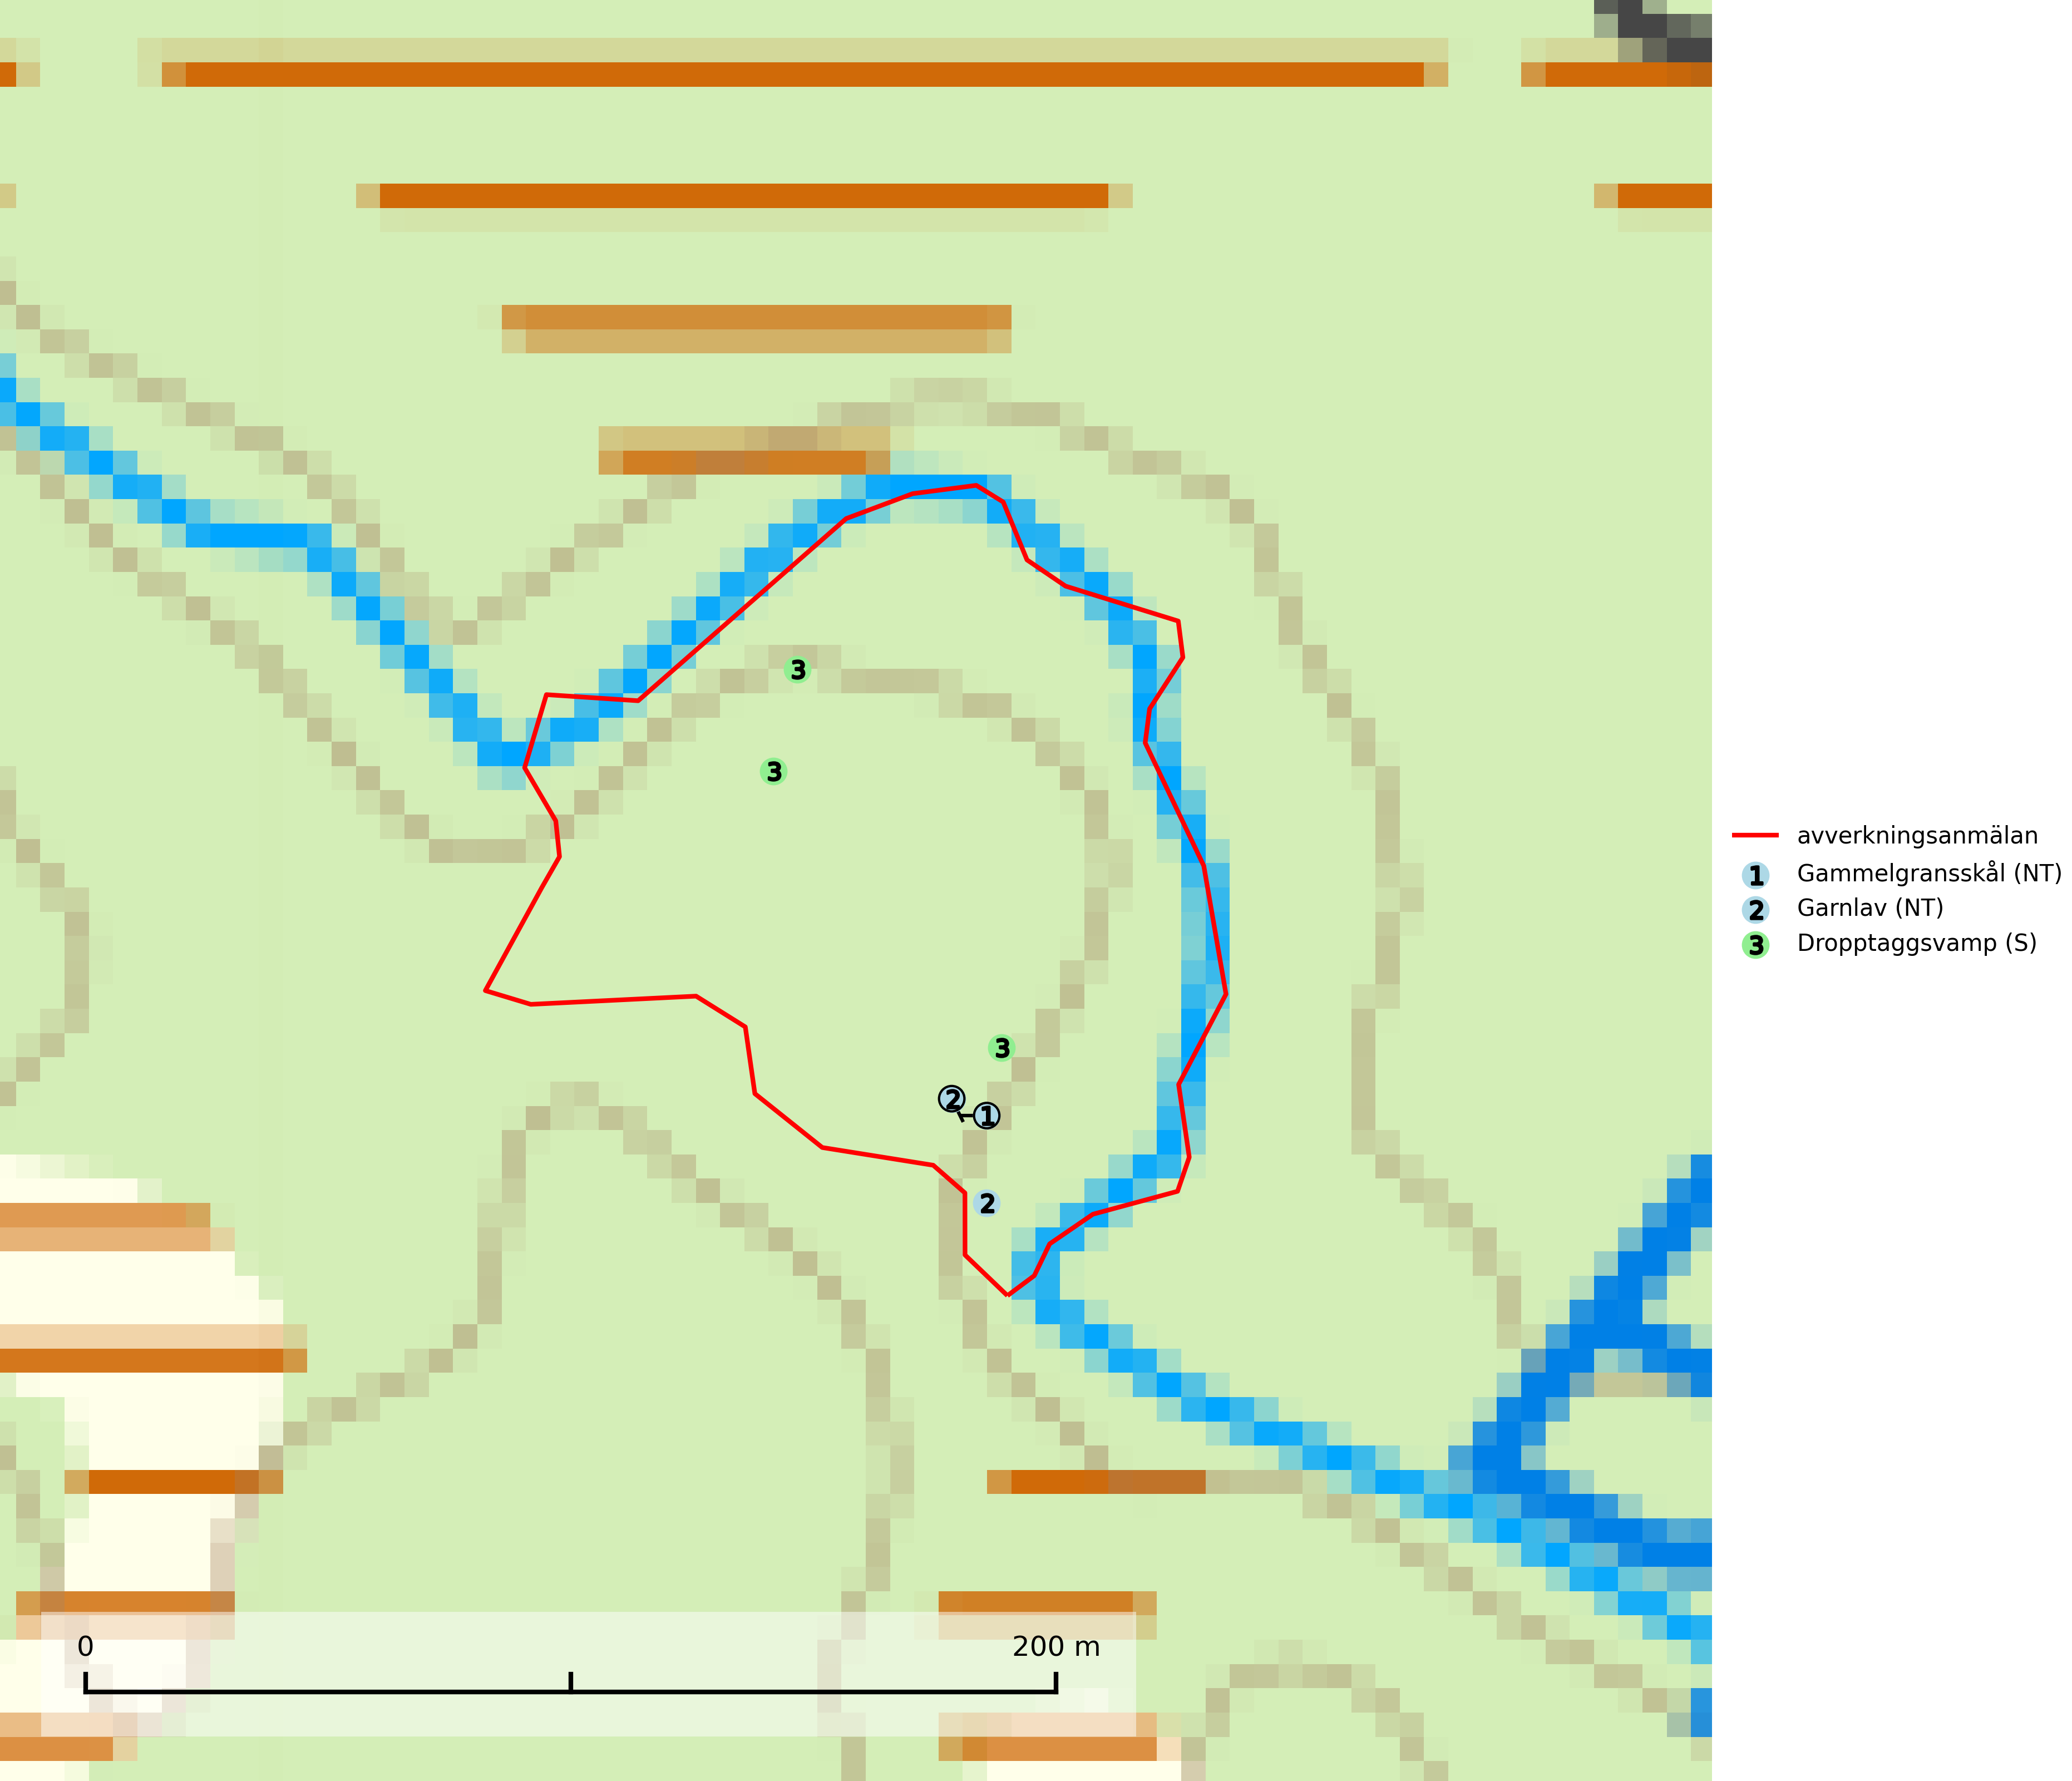 3
3
3
2
1
2
0
200 m
avverkningsanmälan
1 Gammelgransskål (NT)
2 Garnlav (NT)
3 Dropptaggsvamp (S)